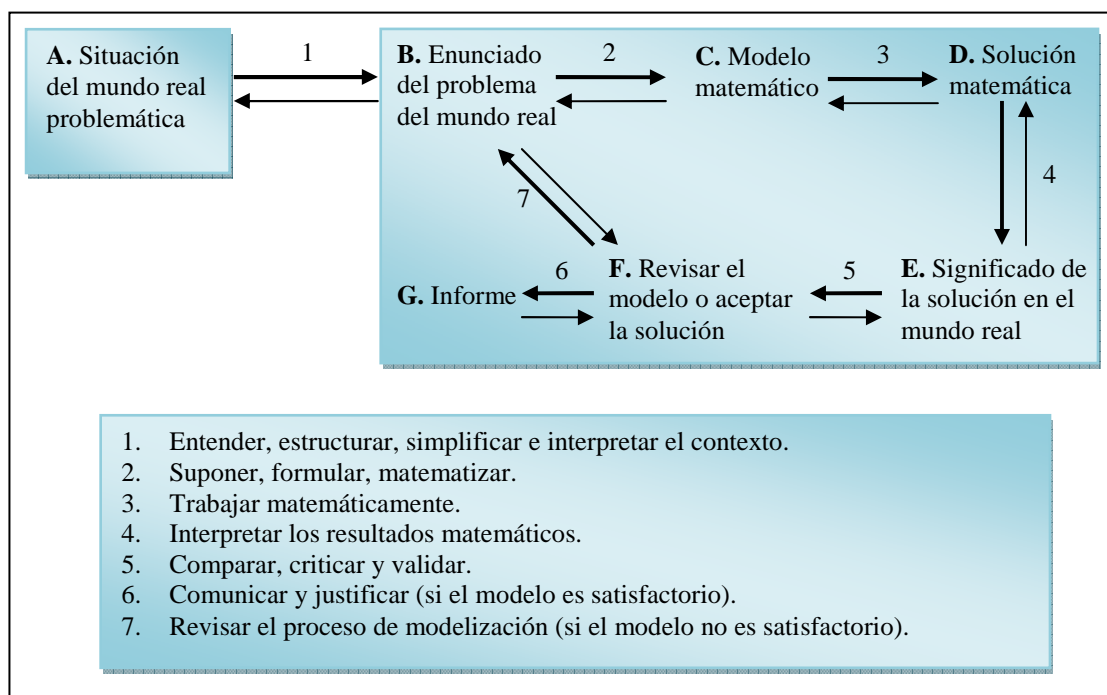 A. Situación
del mundo real
problemática
1
B. Enunciado
del problema
del mundo real
2
C. Modelo
matemático
3
D. Solución
matemática
4
7
E. Significado de
la solución en el
mundo real
5
F. Revisar el
modelo o aceptar
la solución
6
G. Informe
1. Entender, estructurar, simplificar e interpretar el contexto.
2. Suponer, formular, matematizar.
3. Trabajar matemáticamente.
4. Interpretar los resultados matemáticos.
5. Comparar, criticar y validar.
6. Comunicar y justificar (si el modelo es satisfactorio).
7. Revisar el proceso de modelización (si el modelo no es satisfactorio).